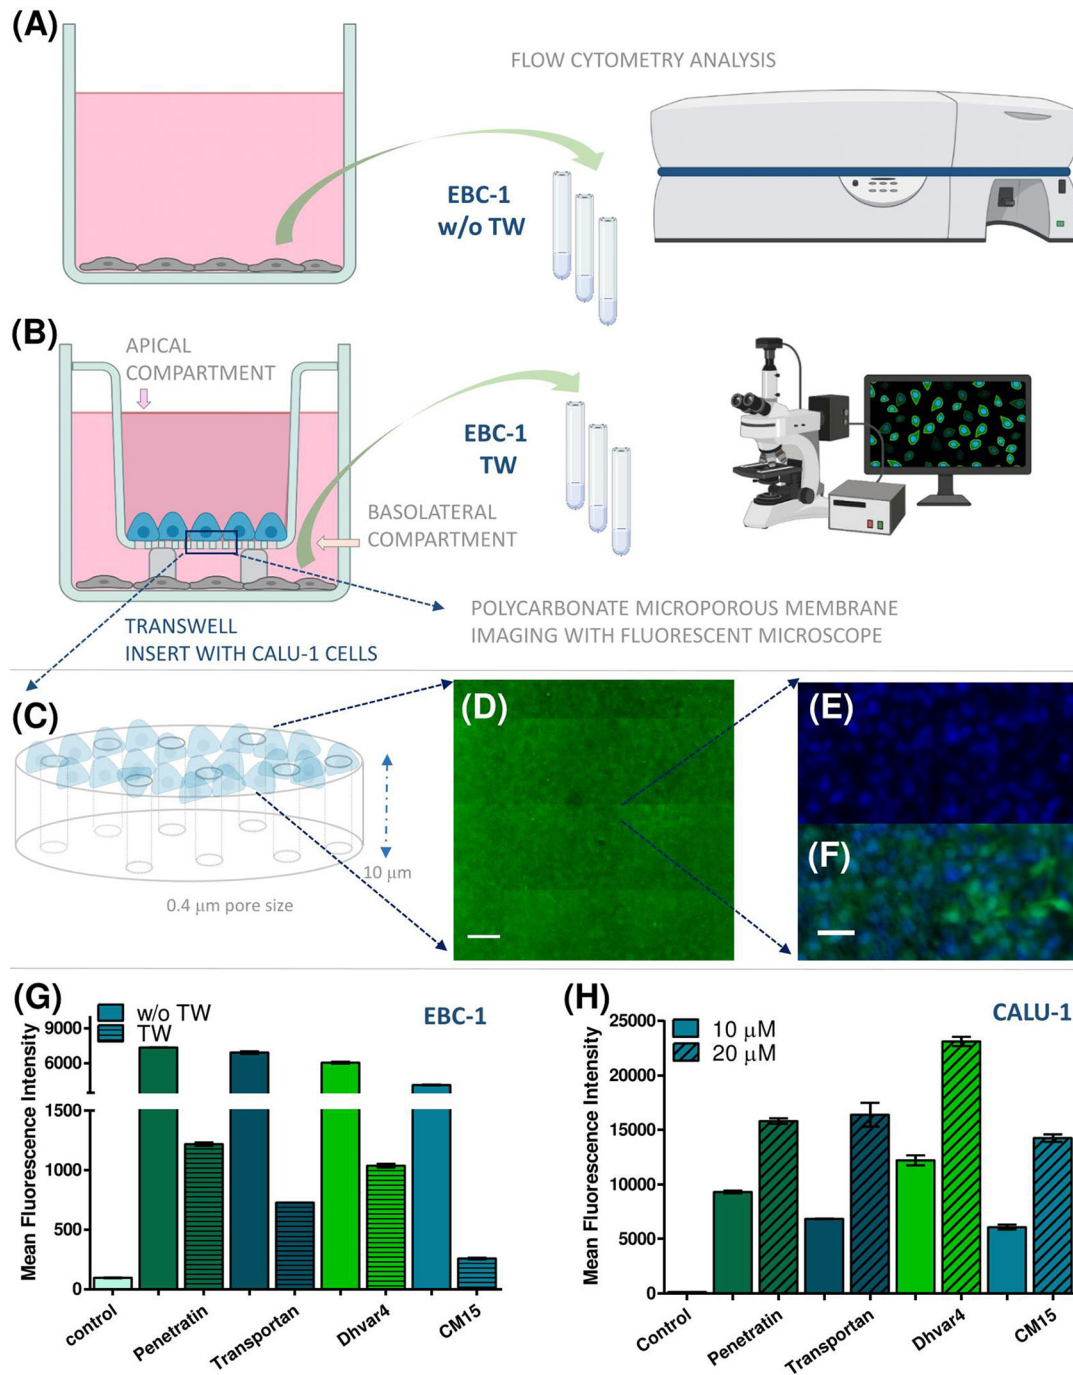 (A)
FLOW CYTOMETRY ANALYSIS
EBC-1
w/o TW
(B)
APICAL
COMPARTMENT
EBC-1
TW
BASOLATERAL
COMPARTMENT
TRANSWELL
INSERT WITH CALU-1 CELLS
POLYCARBONATE MICROPOROUS MEMBRANE
IMAGING WITH FLUORESCENT MICROSCOPE
(C)
10 µm
0.4 µm pore size
(D)
(E)
(F)
(G)
w/o TW
TW
EBC-1
Mean Fluorescence Intensity
9000
6000
1500
1000
500
0
control
Penetratin
Transportan
Dhvar4
CM15
(H)
10 µM
20 µM
CALU-1
Mean Fluorescence Intensity
25000
20000
15000
10000
5000
0
Control
Penetratin
Transportan
Dhvar4
CM15